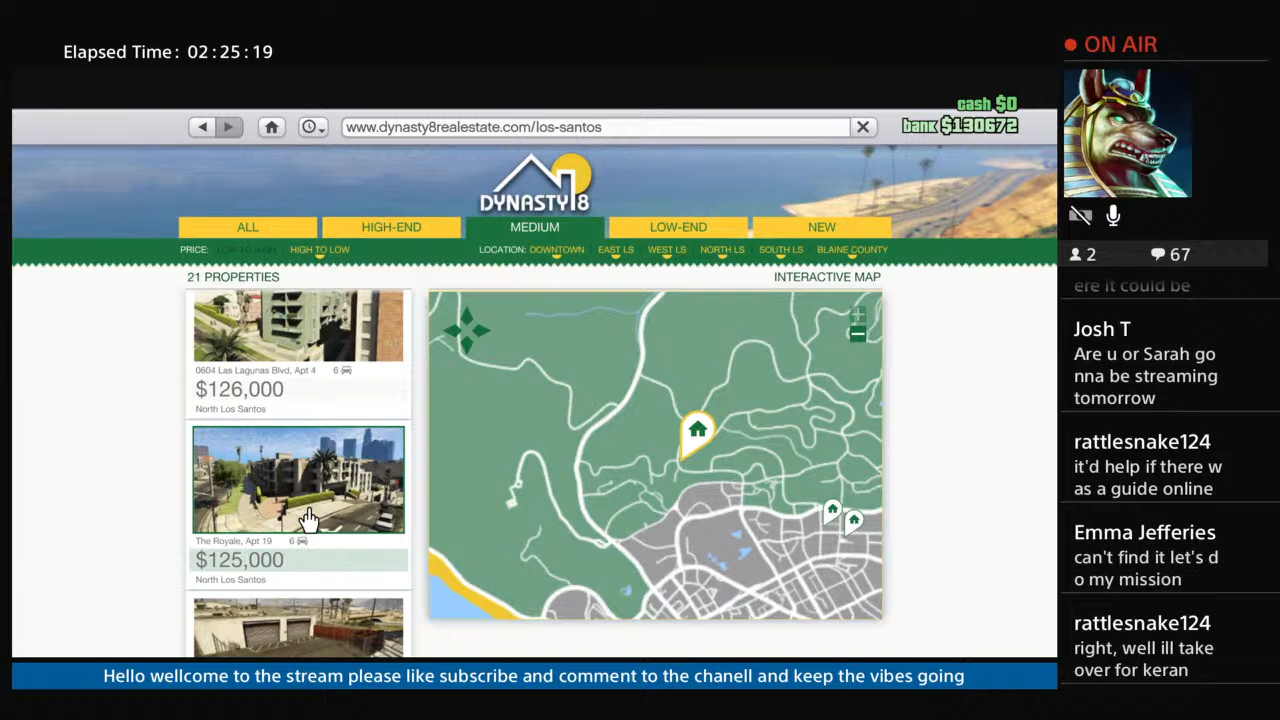 Elapsed Time: 02:25:19
ON AIR
cash $0
bank $130672
www.dynasty8realestate.com/los-santos
DYNASTY8
ALL
HIGH-END
MEDIUM
LOW-END
NEW
PRICE: LOW TO HIGH HIGH TO LOW LOCATION: DOWNTOWN EAST LS WEST LS NORTH LS SOUTH LS BLAINE COUNTY
21 PROPERTIES
INTERACTIVE MAP
0604 Las Lagunas Blvd, Apt 4 6
$126,000
North Los Santos
The Royale, Apt 19 6
$125,000
North Los Santos
2
67
ere it could be
Josh T
Are u or Sarah go
nna be streaming
tomorrow
rattlesnake124
it'd help if there w
as a guide online
Emma Jefferies
can't find it let's d
o my mission
rattlesnake124
right, well ill take
over for keran
Hello wellcome to the stream please like subscribe and comment to the chanell and keep the vibes going